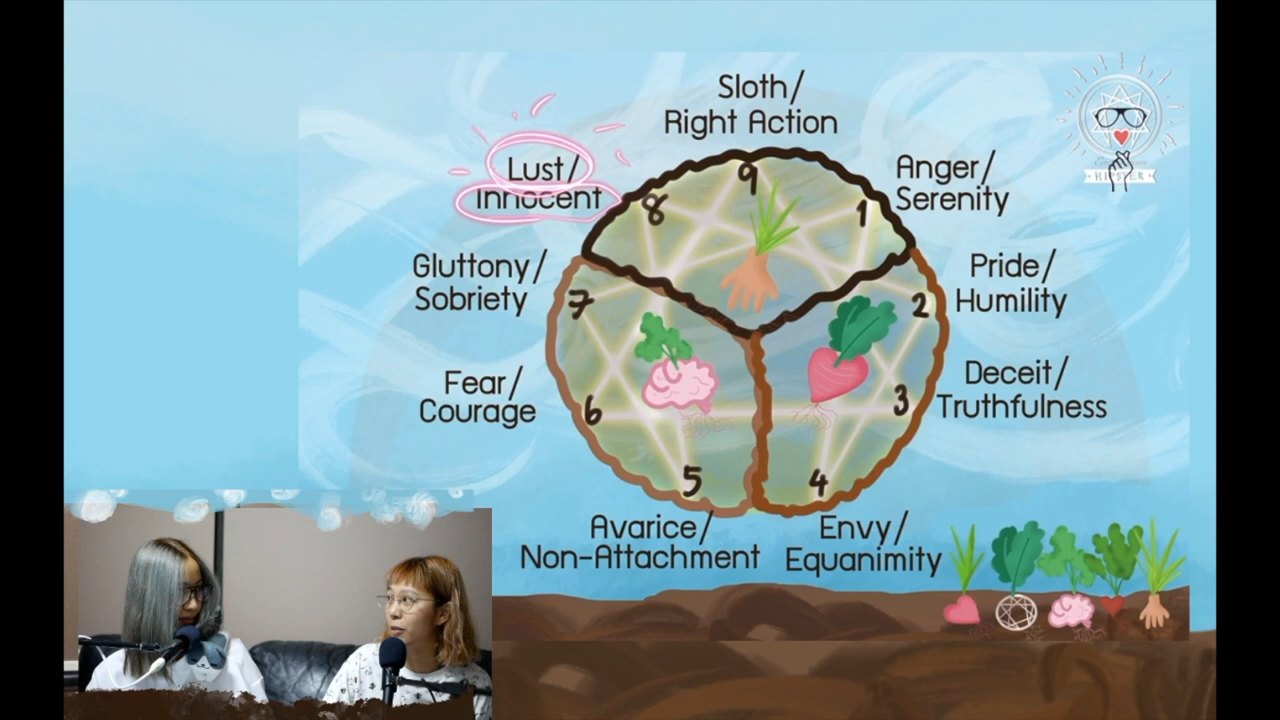 Sloth/
Right Action
Lust/
Innocent
Anger/
Serenity
9
8
1
Gluttony/
Sobriety
Pride/
Humility
7
2
Fear/
Courage
Deceit/
Truthfulness
6
3
5
4
Avarice/
Non-Attachment
Envy/
Equanimity
HIPSTER